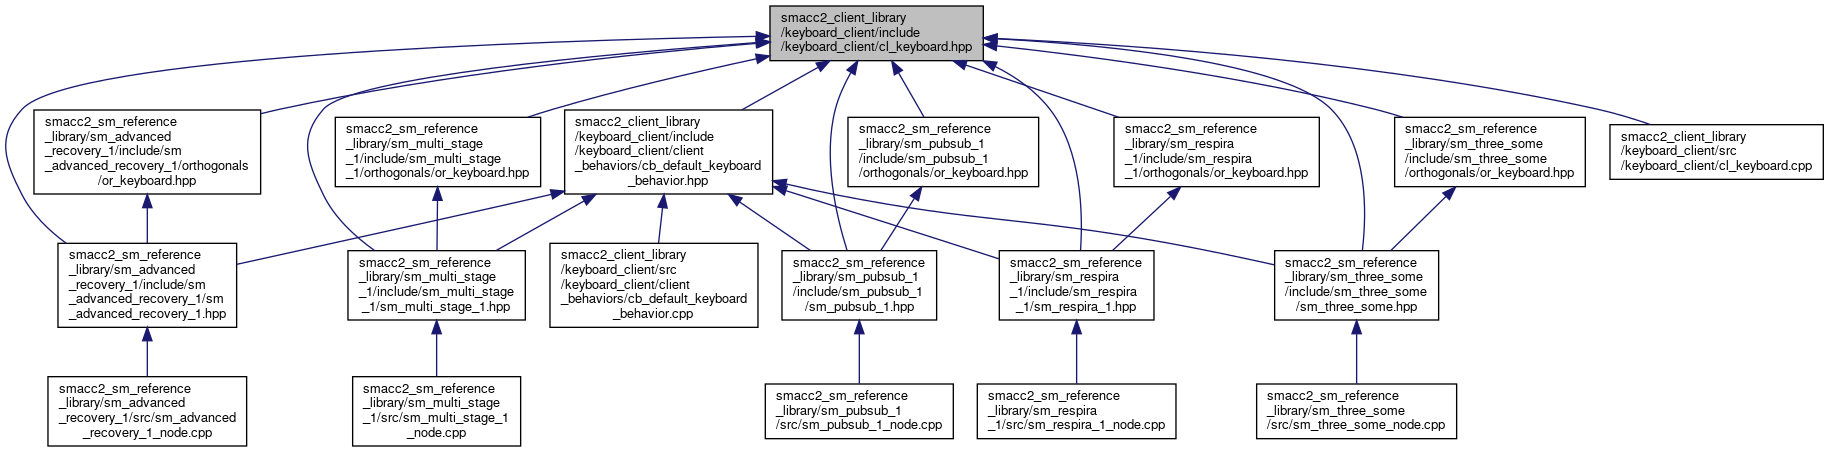 smacc2_client_library
/keyboard_client/include
/keyboard_client/cl_keyboard.hpp
smacc2_sm_reference
_library/sm_advanced
_recovery_1/include/sm
_advanced_recovery_1/orthogonals
/or_keyboard.hpp
smacc2_sm_reference
_library/sm_multi_stage
_1/include/sm_multi_stage
_1/orthogonals/or_keyboard.hpp
smacc2_client_library
/keyboard_client/include
/keyboard_client/client
_behaviors/cb_default_keyboard
_behavior.hpp
smacc2_sm_reference
_library/sm_pubsub_1
/include/sm_pubsub_1
/orthogonals/or_keyboard.hpp
smacc2_sm_reference
_library/sm_respira
_1/include/sm_respira
_1/orthogonals/or_keyboard.hpp
smacc2_sm_reference
_library/sm_three_some
/include/sm_three_some
/orthogonals/or_keyboard.hpp
smacc2_client_library
/keyboard_client/src
/keyboard_client/cl_keyboard.cpp
smacc2_sm_reference
_library/sm_advanced
_recovery_1/include/sm
_advanced_recovery_1/sm
_advanced_recovery_1.hpp
smacc2_sm_reference
_library/sm_multi_stage
_1/include/sm_multi_stage
_1/sm_multi_stage_1.hpp
smacc2_client_library
/keyboard_client/src
/keyboard_client/client
_behaviors/cb_default_keyboard
_behavior.cpp
smacc2_sm_reference
_library/sm_pubsub_1
/include/sm_pubsub_1
/sm_pubsub_1.hpp
smacc2_sm_reference
_library/sm_respira
_1/include/sm_respira
_1/sm_respira_1.hpp
smacc2_sm_reference
_library/sm_three_some
/include/sm_three_some
/sm_three_some.hpp
smacc2_sm_reference
_library/sm_advanced
_recovery_1/src/sm_advanced
_recovery_1_node.cpp
smacc2_sm_reference
_library/sm_multi_stage
_1/src/sm_multi_stage_1
_node.cpp
smacc2_sm_reference
_library/sm_pubsub_1
/src/sm_pubsub_1_node.cpp
smacc2_sm_reference
_library/sm_respira
_1/src/sm_respira_1_node.cpp
smacc2_sm_reference
_library/sm_three_some
/src/sm_three_some_node.cpp